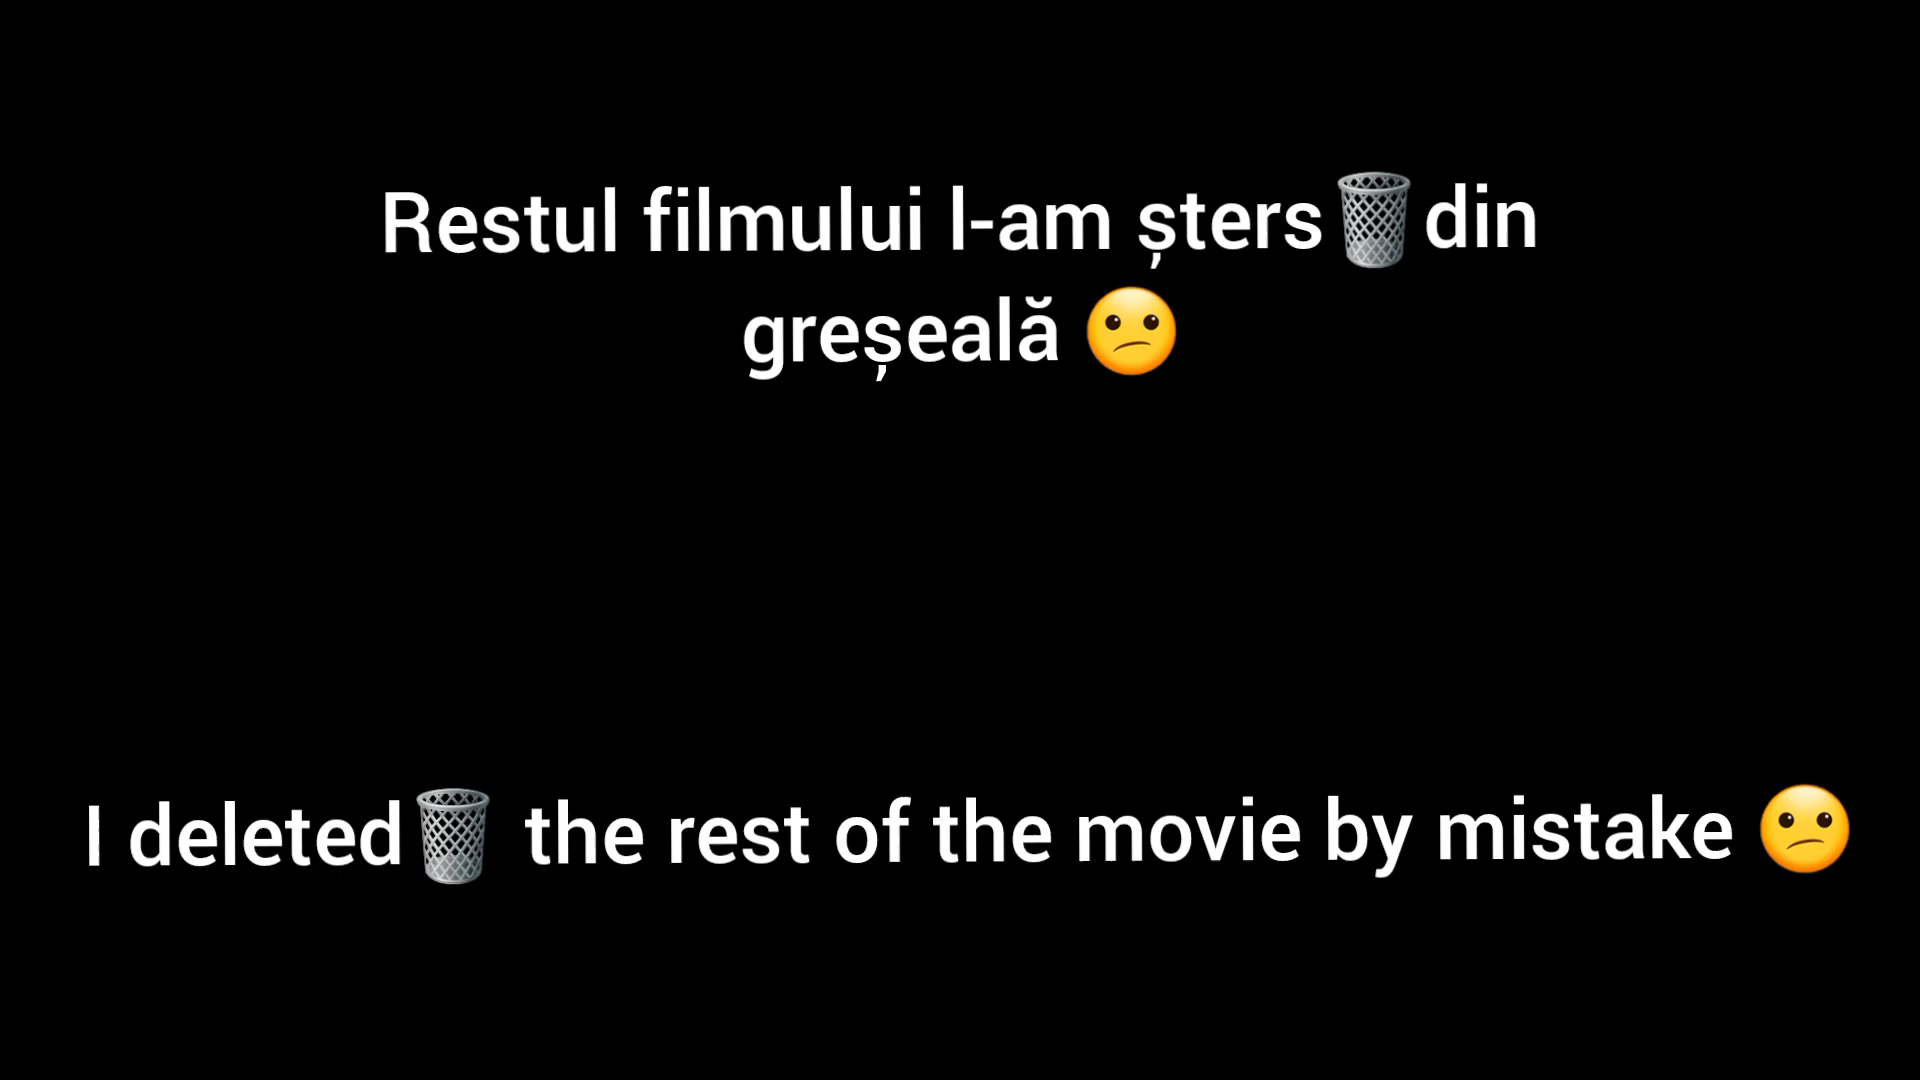 Restul filmului l-am șters🗑️din
greșeală 😕
I deleted🗑️ the rest of the movie by mistake 😕